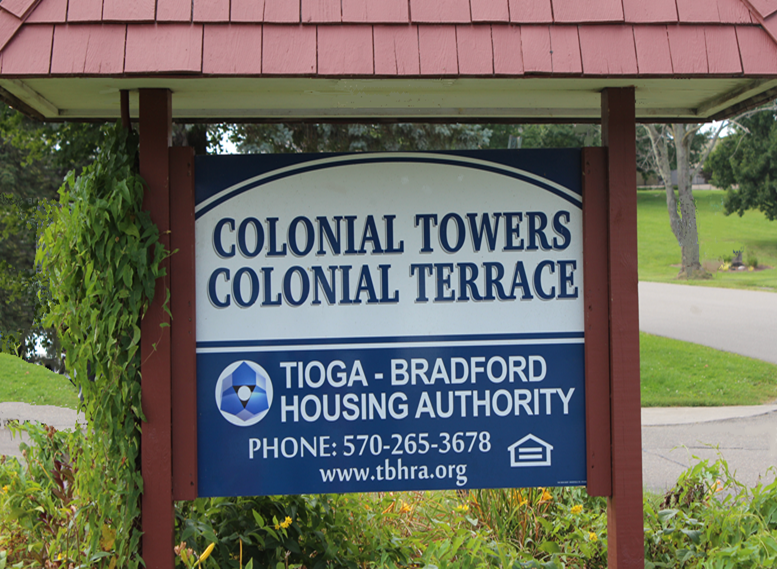 COLONIAL TOWERS
COLONIAL TERRACE
TIOGA - BRADFORD
HOUSING AUTHORITY
PHONE: 570-265-3678
www.tbhra.org